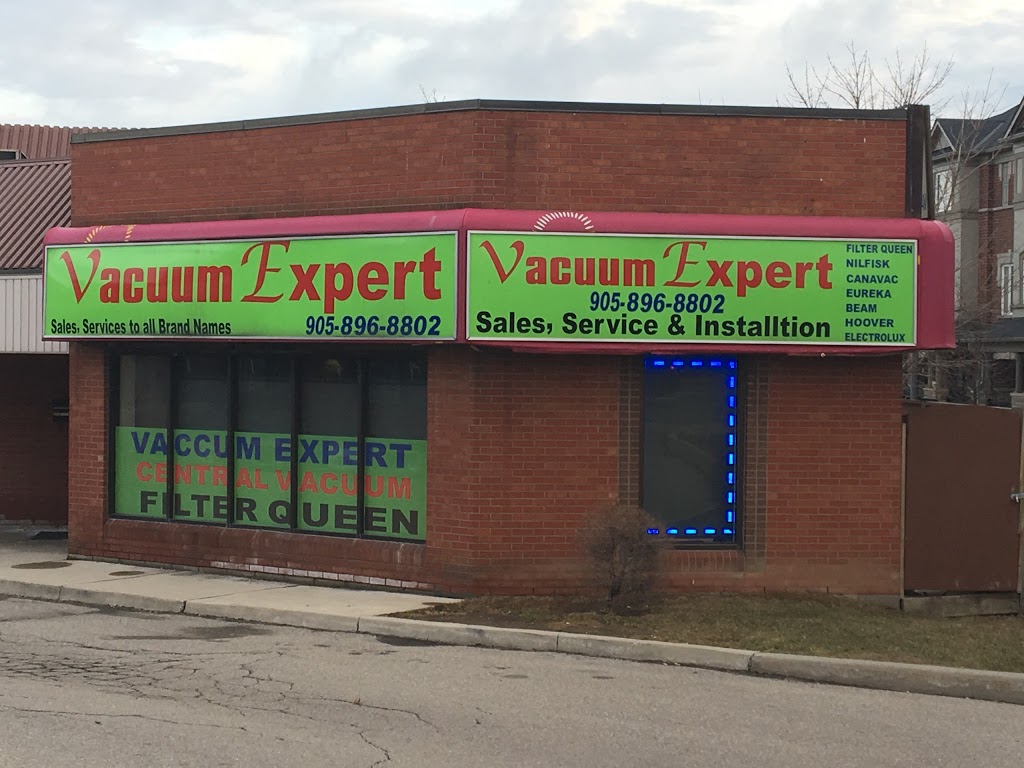 Vacuum Expert
Sales, Services to all Brand Names
905-896-8802
Vacuum Expert
905-896-8802
Sales, Service & Installtion
FILTER QUEEN
NILFISK
CANAVAC
EUREKA
BEAM
HOOVER
ELECTROLUX
VACCUM EXPERT
CENTRAL VACUUM
FILTER QUEEN